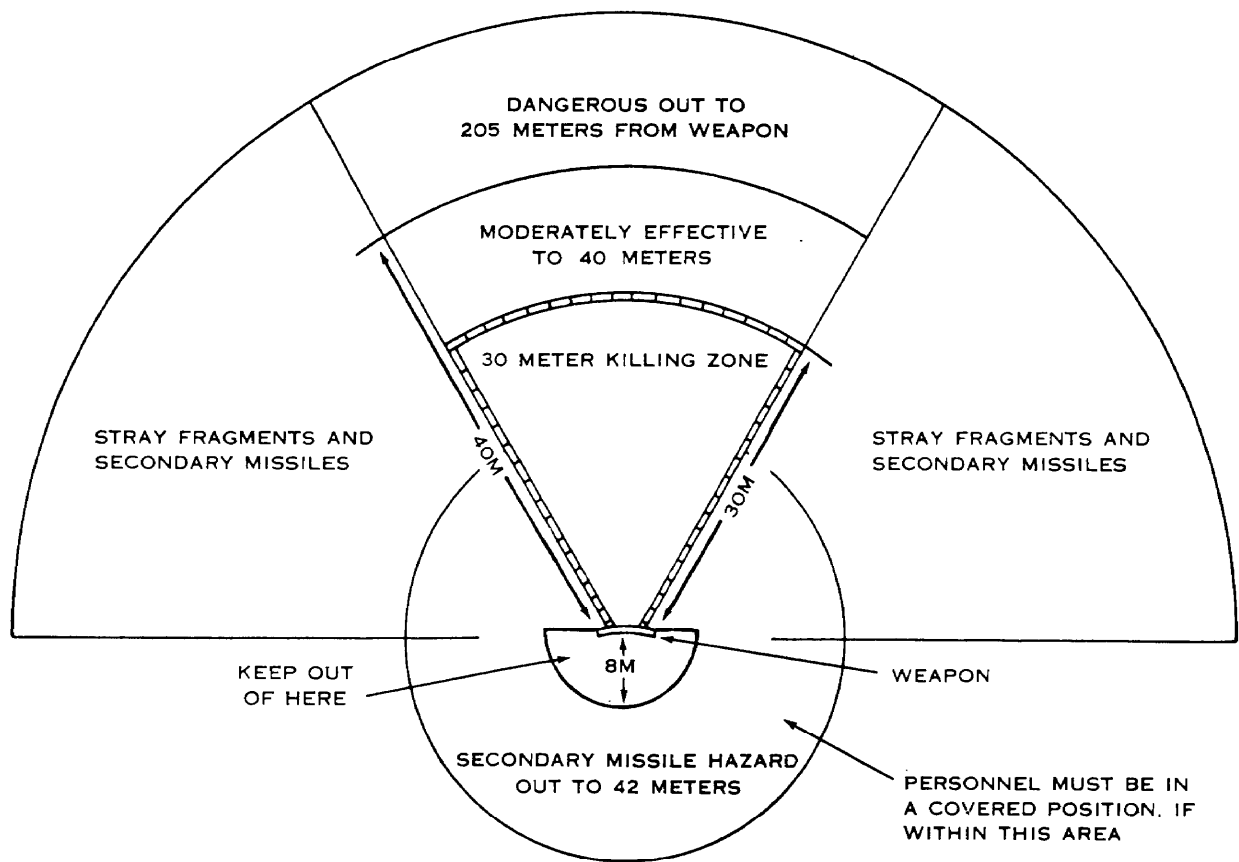 DANGEROUS OUT TO
205 METERS FROM WEAPON
MODERATELY EFFECTIVE
TO 40 METERS
30 METER KILLING ZONE
STRAY FRAGMENTS AND
SECONDARY MISSILES
40M
30M
STRAY FRAGMENTS AND
SECONDARY MISSILES
KEEP OUT
OF HERE
8M
WEAPON
SECONDARY MISSILE HAZARD
OUT TO 42 METERS
PERSONNEL MUST BE IN
A COVERED POSITION. IF
WITHIN THIS AREA